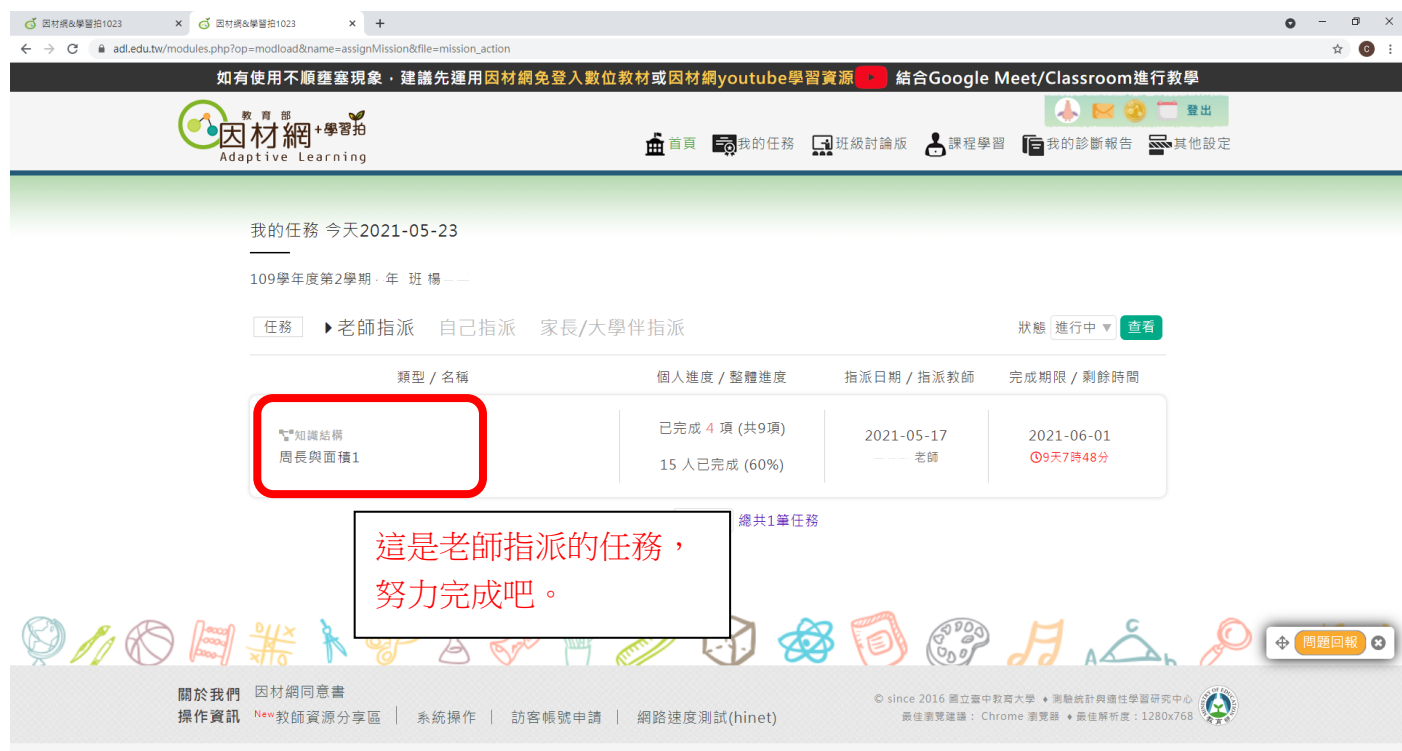 因材網&學習拍1023
因材網&學習拍1023
adl.edu.tw/modules.php?op=modload&name=assignMission&file=mission_action
C
如有使用不順壅塞現象，建議先運用因材網免登入數位教材或因材網youtube學習資源 結合Google Meet/Classroom進行教學
教育部
因材網+學習拍
Adaptive Learning
登出
首頁 我的任務 班級討論版 課程學習 我的診斷報告 其他設定
我的任務 今天2021-05-23
109學年度第2學期 年 班 楊
任務 老師指派 自己指派 家長/大學伴指派 狀態 進行中 查看
類型 / 名稱 個人進度 / 整體進度 指派日期 / 指派教師 完成期限 / 剩餘時間
知識結構
周長與面積1
已完成 4 項 (共9項)
15 人已完成 (60%)
2021-05-17
老師
2021-06-01
9天7時48分
總共1筆任務
這是老師指派的任務，
努力完成吧。
問題回報
關於我們 因材網同意書
操作資訊 New教師資源分享區 系統操作 訪客帳號申請 網路速度測試(hinet)
© since 2016 國立臺中教育大學 ♦ 測驗統計與適性學習研究中心
最佳瀏覽建議： Chrome 瀏覽器 ♦ 最佳解析度：1280x768